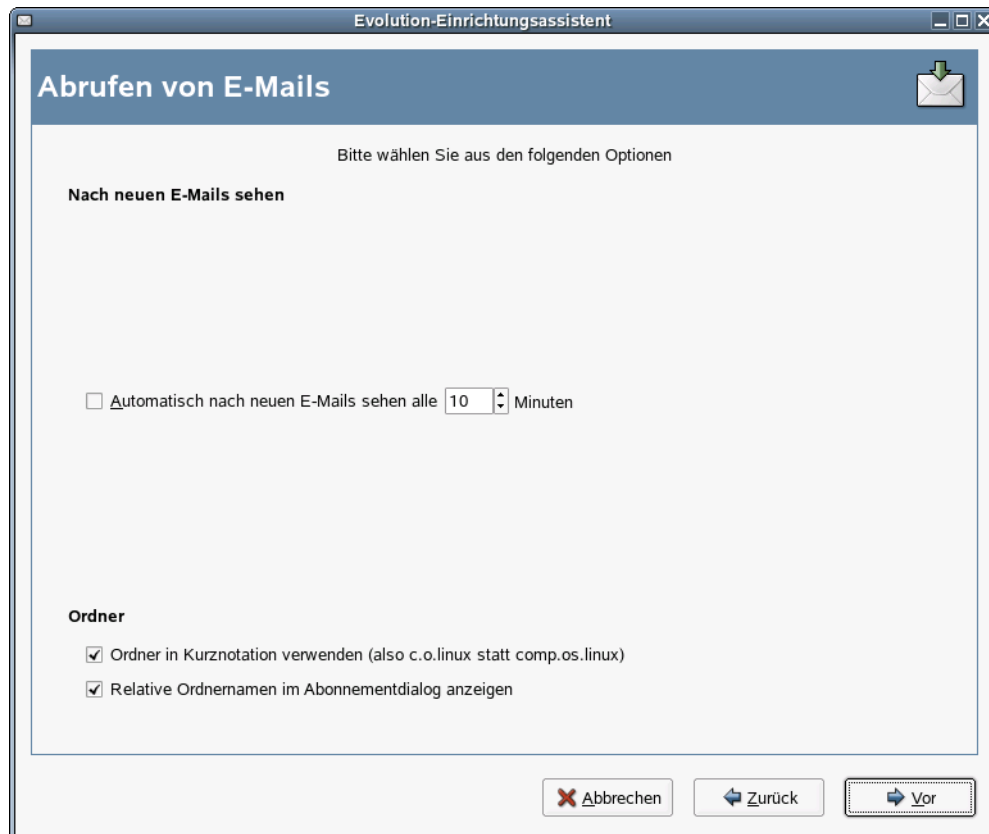 Evolution-Einrichtungsassistent
Abrufen von E-Mails
Bitte wählen Sie aus den folgenden Optionen
Nach neuen E-Mails sehen
Automatisch nach neuen E-Mails sehen alle 10 Minuten
Ordner
Ordner in Kurznotation verwenden (also c.o.linux statt comp.os.linux)
Relative Ordnernamen im Abonnementdialog anzeigen
Abbrechen Zurück Vor